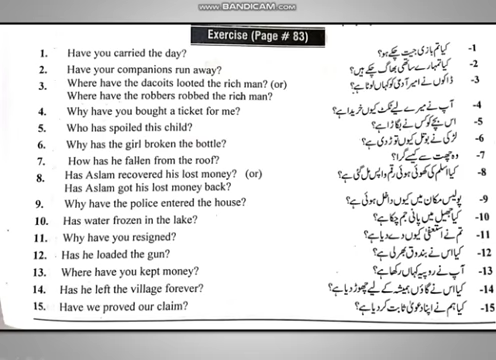 www.BANDICAM.com
Exercise (Page # 83)
1. Have you carried the day? کیا تم بازی جیت چکے ہو؟ -1
2. Have your companions run away? کیا تمہارے ساتھی بھاگ چکے ہیں؟ -2
3. Where have the dacoits looted the rich man? (or) ڈاکوں نے امیر آدمی کو کہاں لوٹا ہے؟ -3
Where have the robbers robbed the rich man?
4. Why have you bought a ticket for me? آپ نے میرے لیے ٹکٹ کیوں خریدا ہے؟ -4
5. Who has spoiled this child? اس بچے کو کس نے بگاڑا ہے؟ -5
6. Why has the girl broken the bottle? لڑکی نے بوتل کیوں توڑ دی ہے؟ -6
7. How has he fallen from the roof? وہ چھت سے کیسے گرا؟ -7
8. Has Aslam recovered his lost money? (or) کیا اسلم کی کھوئی ہوئی رقم واپس مل گئی ہے؟ -8
Has Aslam got his lost money back?
9. Why have the police entered the house? پولیس مکان میں کیوں داخل ہوئی ہے؟ -9
10. Has water frozen in the lake? کیا جھیل میں پانی جم چکا ہے؟ -10
11. Why have you resigned? تم نے استعفیٰ کیوں دے دیا ہے؟ -11
12. Has he loaded the gun? کیا اس نے بندوق بھر لی ہے؟ -12
13. Where have you kept money? آپ نے روپیہ کہاں رکھا ہے؟ -13
14. Has he left the village forever? کیا اس نے گاؤں ہمیشہ کے لیے چھوڑ دیا ہے؟ -14
15. Have we proved our claim? کیا ہم نے اپنا دعویٰ ثابت کر دیا ہے؟ -15